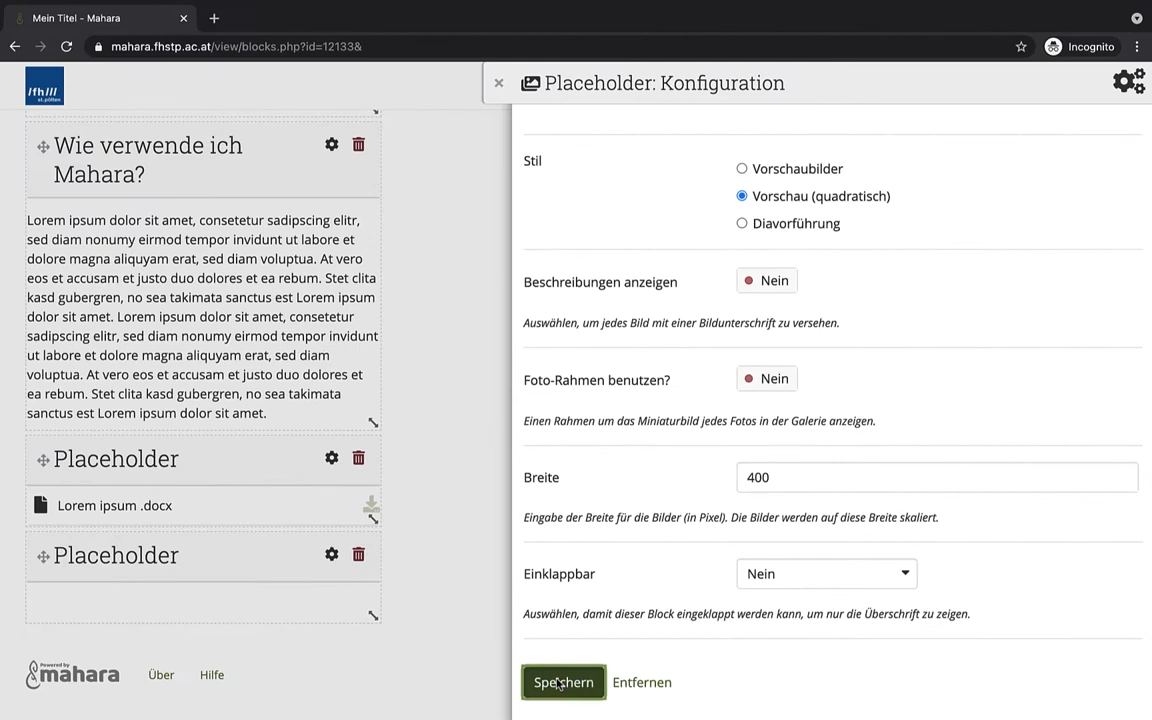 Mein Titel - Mahara
mahara.fhstp.ac.at/view/blocks.php?id=12133&
Incognito
/fh///
st.pölten
Placeholder: Konfiguration
Wie verwende ich
Mahara?
Lorem ipsum dolor sit amet, consetetur sadipscing elitr,
sed diam nonumy eirmod tempor invidunt ut labore et
dolore magna aliquyam erat, sed diam voluptua. At vero
eos et accusam et justo duo dolores et ea rebum. Stet clita
kasd gubergren, no sea takimata sanctus est Lorem ipsum
dolor sit amet. Lorem ipsum dolor sit amet, consetetur
sadipscing elitr, sed diam nonumy eirmod tempor invidunt
ut labore et dolore magna aliquyam erat, sed diam
voluptua. At vero eos et accusam et justo duo dolores et
ea rebum. Stet clita kasd gubergren, no sea takimata
sanctus est Lorem ipsum dolor sit amet.
Placeholder
Lorem ipsum .docx
Placeholder
Powered by
mahara
Über
Hilfe
Stil
Vorschaubilder
Vorschau (quadratisch)
Diavorführung
Beschreibungen anzeigen
Nein
Auswählen, um jedes Bild mit einer Bildunterschrift zu versehen.
Foto-Rahmen benutzen?
Nein
Einen Rahmen um das Miniaturbild jedes Fotos in der Galerie anzeigen.
Breite
400
Eingabe der Breite für die Bilder (in Pixel). Die Bilder werden auf diese Breite skaliert.
Einklappbar
Nein
Auswählen, damit dieser Block eingeklappt werden kann, um nur die Überschrift zu zeigen.
Speichern
Entfernen